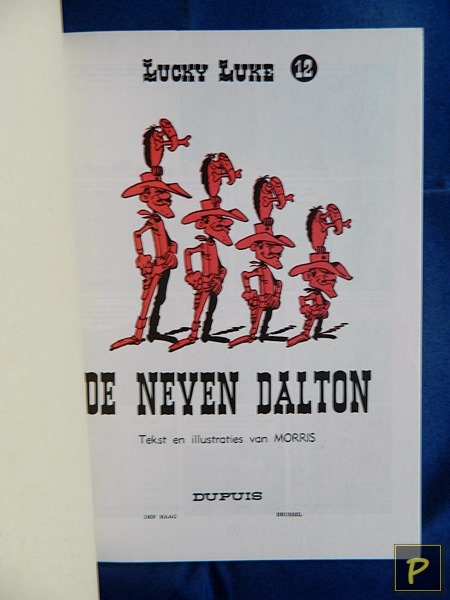 LUCKY LUKE 12
DE NEVEN DALTON
Tekst en illustraties van MORRIS
DUPUIS
DEN HAAG BRUSSEL
P